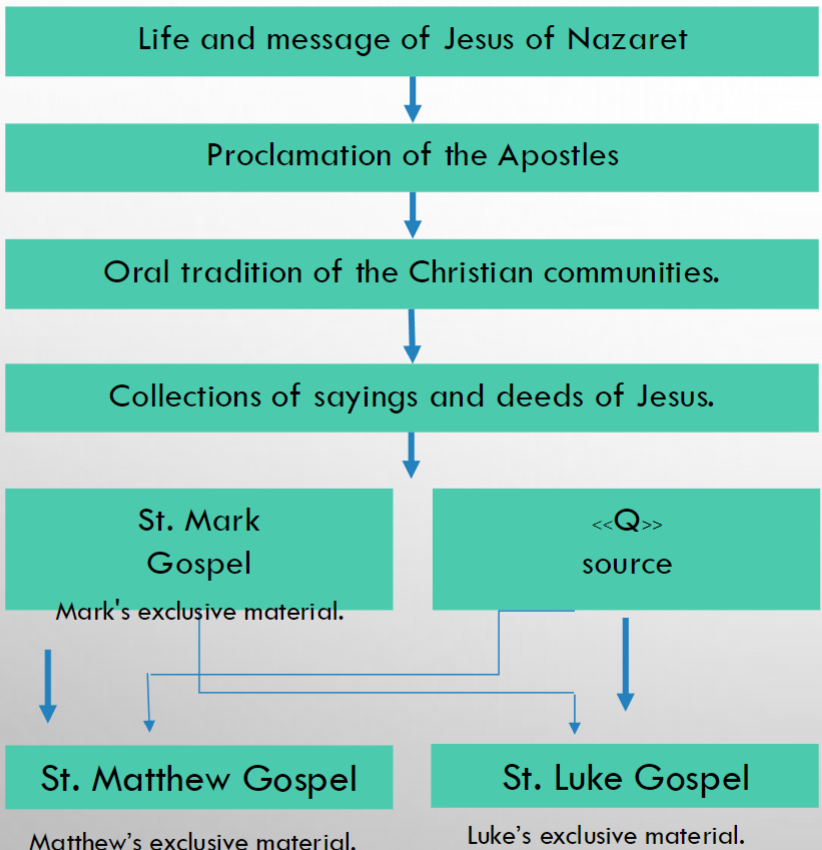 Life and message of Jesus of Nazaret
Proclamation of the Apostles
Oral tradition of the Christian communities.
Collections of sayings and deeds of Jesus.
St. Mark
Gospel
Mark's exclusive material.
<<Q>>
source
St. Matthew Gospel
St. Luke Gospel
Matthew’s exclusive material.
Luke’s exclusive material.